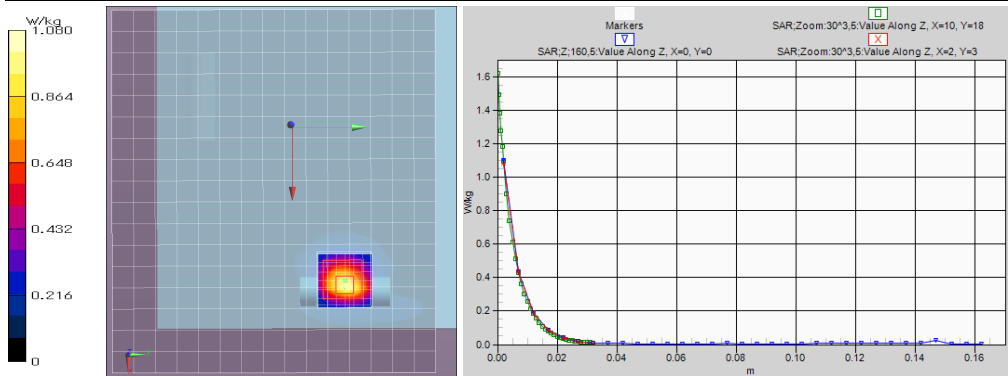 W/kg
1.080
0.864
0.648
0.432
0.216
0
Markers
SAR;Zoom:30^3,5:Value Along Z, X=10, Y=18
SAR;Z;160,5:Value Along Z, X=0, Y=0
SAR;Zoom:30^3,5:Value Along Z, X=2, Y=3
W/kg
1.6
1.4
1.2
1.0
0.8
0.6
0.4
0.2
0.0
0.00 0.02 0.04 0.06 0.08 0.10 0.12 0.14 0.16
m